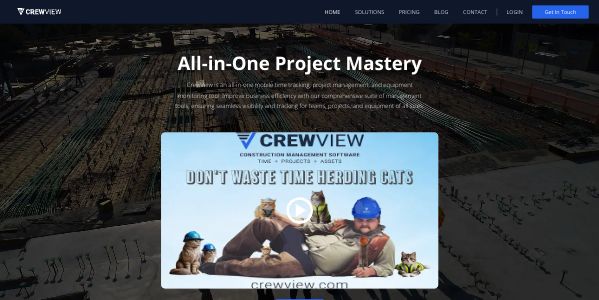 CREWVIEW
HOME SOLUTIONS PRICING BLOG CONTACT LOGIN Get In Touch
All-in-One Project Mastery
CrewView is an all-in-one mobile time tracking, project management, and equipment
monitoring tool. Improve business efficiency with our comprehensive suite of management
tools, ensuring seamless visibility and tracking for teams, projects, and equipment of all sizes.
CREWVIEW
CONSTRUCTION MANAGEMENT SOFTWARE
TIME + PROJECTS + ASSETS
DON'T WASTE TIME HERDING CATS
crewview.com